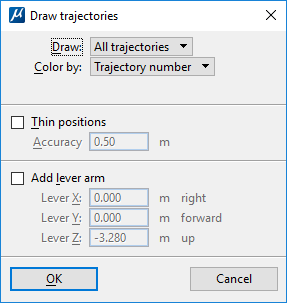 Draw trajectories
Draw: All trajectories
Color by: Trajectory number
Thin positions
Accuracy 0.50 m
Add lever arm
Lever X: 0.000 m right
Lever Y: 0.000 m forward
Lever Z: -3.280 m up
OK Cancel